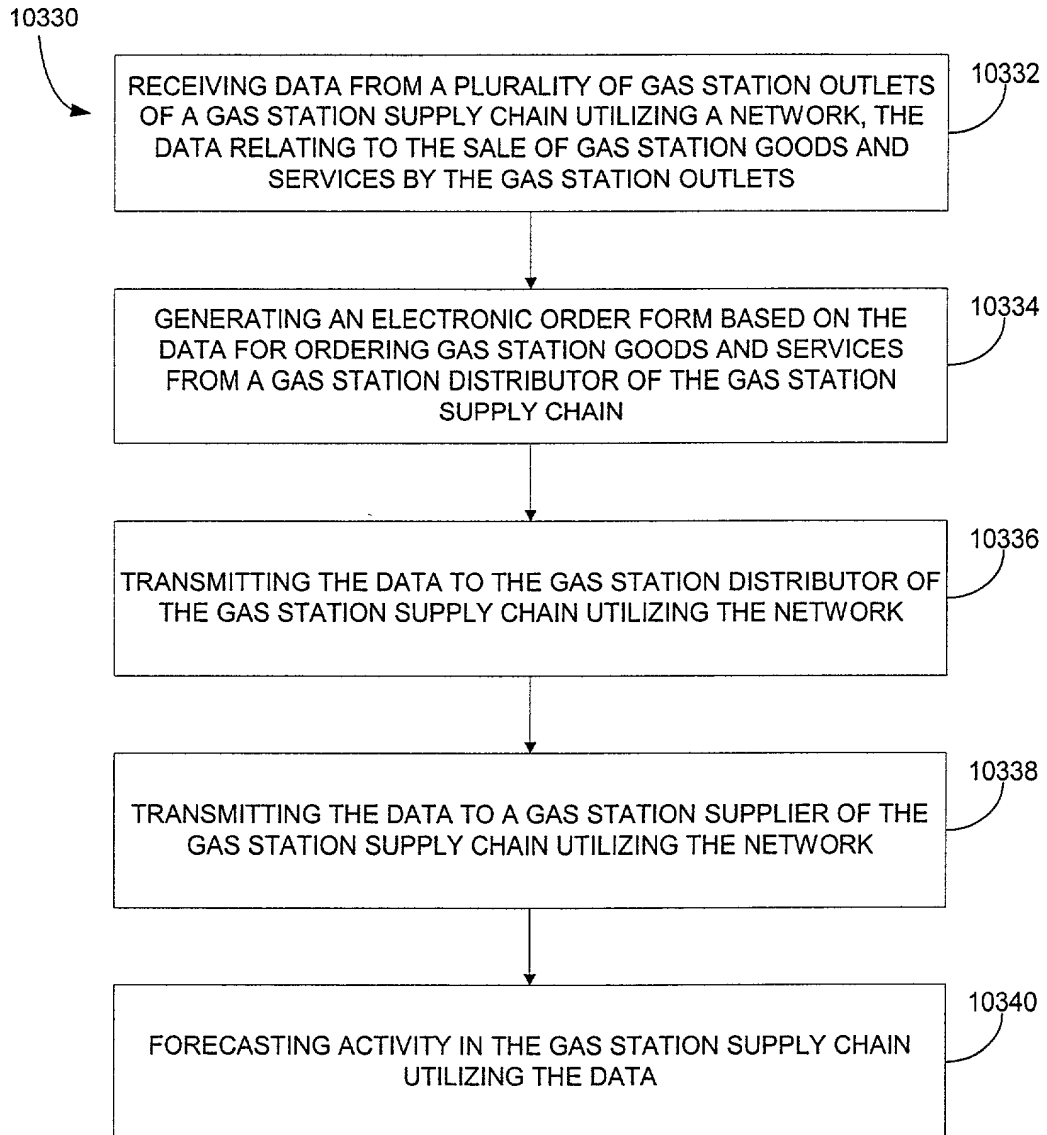 10330
RECEIVING DATA FROM A PLURALITY OF GAS STATION OUTLETS
OF A GAS STATION SUPPLY CHAIN UTILIZING A NETWORK, THE
DATA RELATING TO THE SALE OF GAS STATION GOODS AND
SERVICES BY THE GAS STATION OUTLETS
10332
GENERATING AN ELECTRONIC ORDER FORM BASED ON THE
DATA FOR ORDERING GAS STATION GOODS AND SERVICES
FROM A GAS STATION DISTRIBUTOR OF THE GAS STATION
SUPPLY CHAIN
10334
TRANSMITTING THE DATA TO THE GAS STATION DISTRIBUTOR OF
THE GAS STATION SUPPLY CHAIN UTILIZING THE NETWORK
10336
TRANSMITTING THE DATA TO A GAS STATION SUPPLIER OF THE
GAS STATION SUPPLY CHAIN UTILIZING THE NETWORK
10338
FORECASTING ACTIVITY IN THE GAS STATION SUPPLY CHAIN
UTILIZING THE DATA
10340